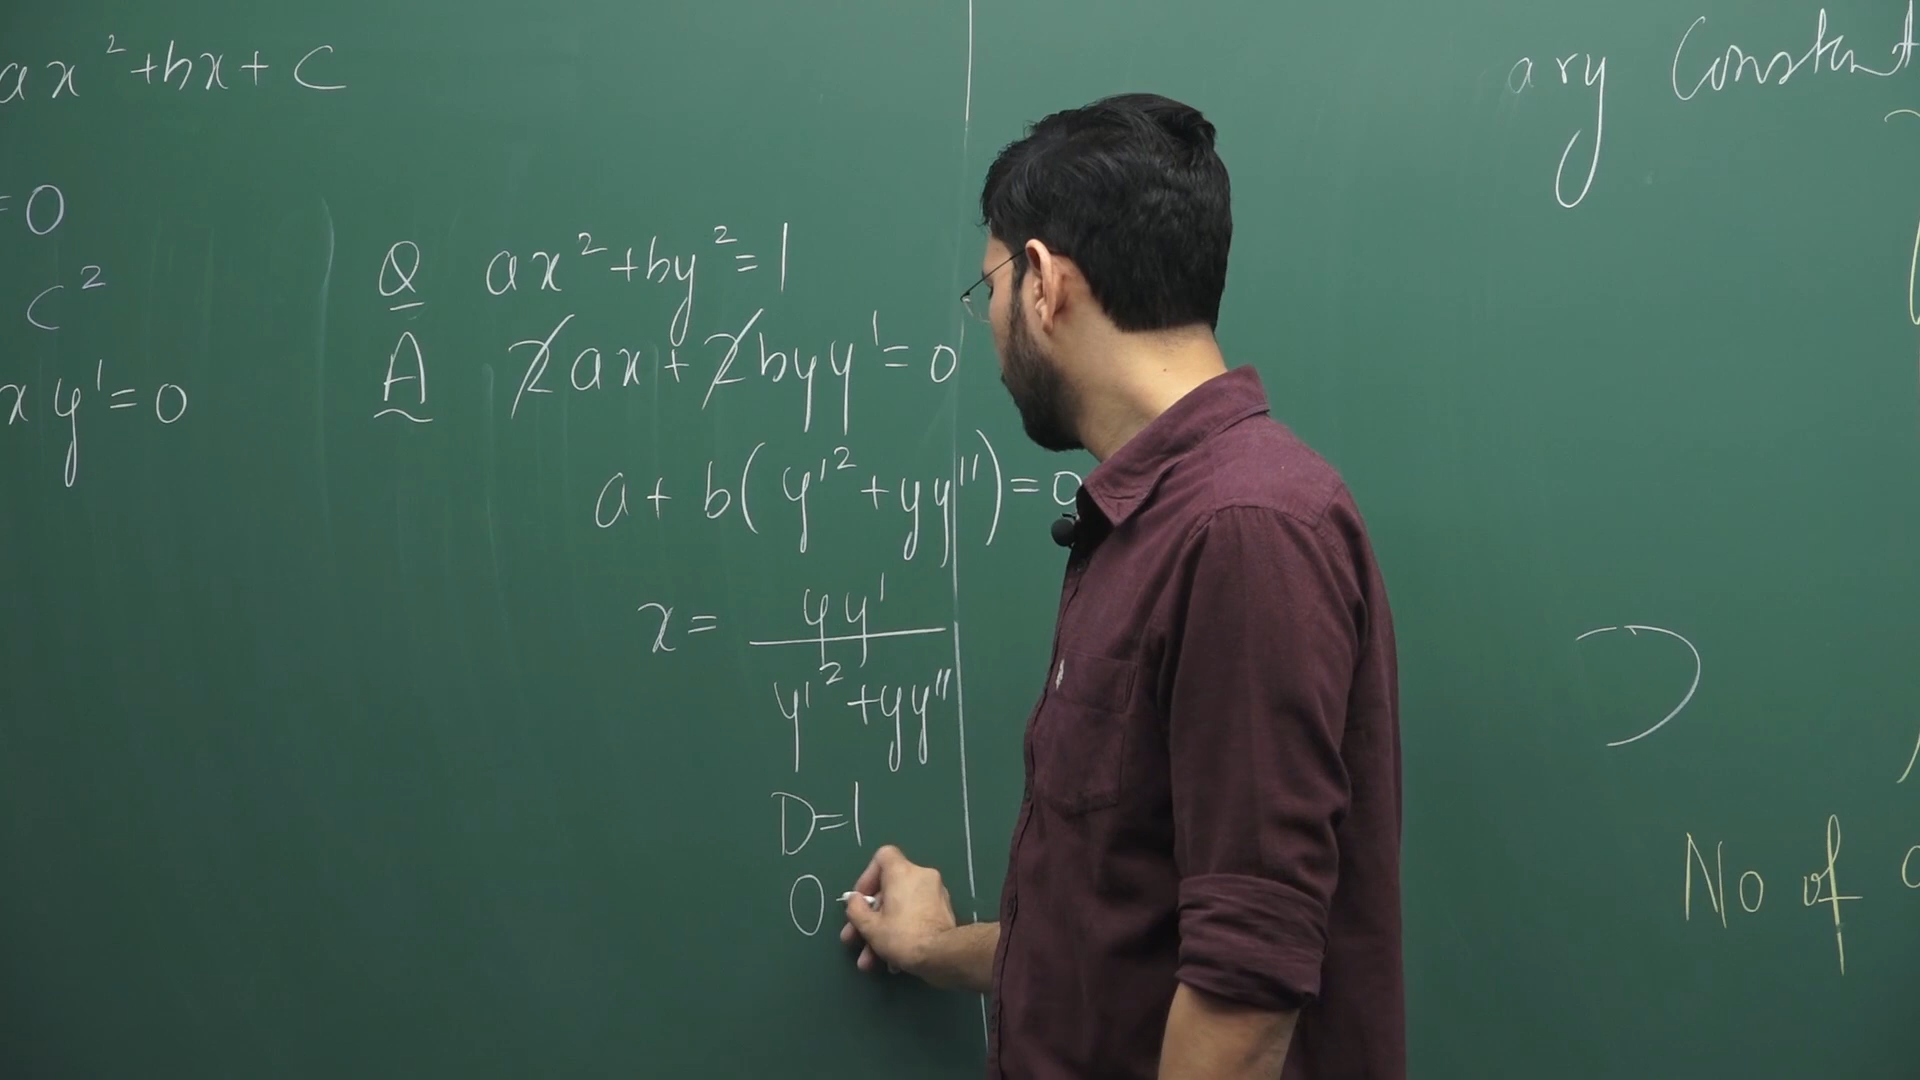 ax²+bx+c
=0
c²
xy'=0
Q ax²+by²=1
A 2ax+2byy'=0
a+b(y'²+yy'')=0
x= yy'
y'²+yy''
D=1
O
ary Constant
No of